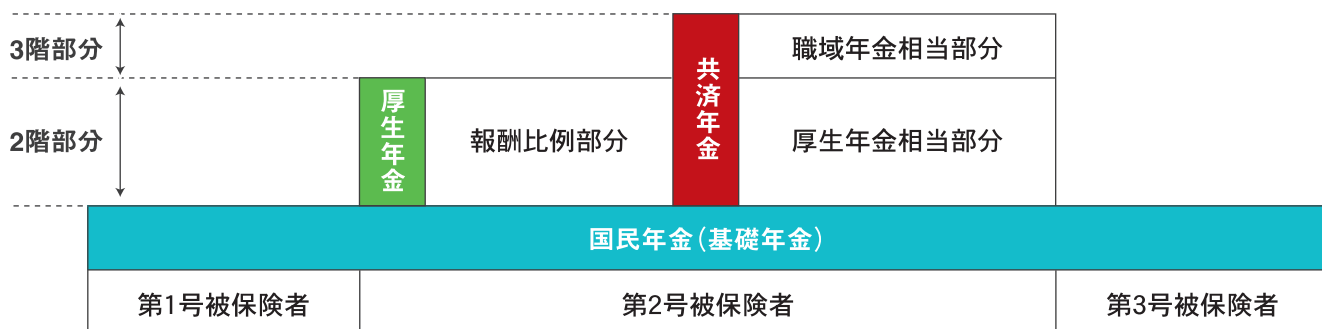 3階部分
職域年金相当部分
共済年金
2階部分
厚生年金
報酬比例部分
厚生年金相当部分
国民年金(基礎年金)
第1号被保険者
第2号被保険者
第3号被保険者